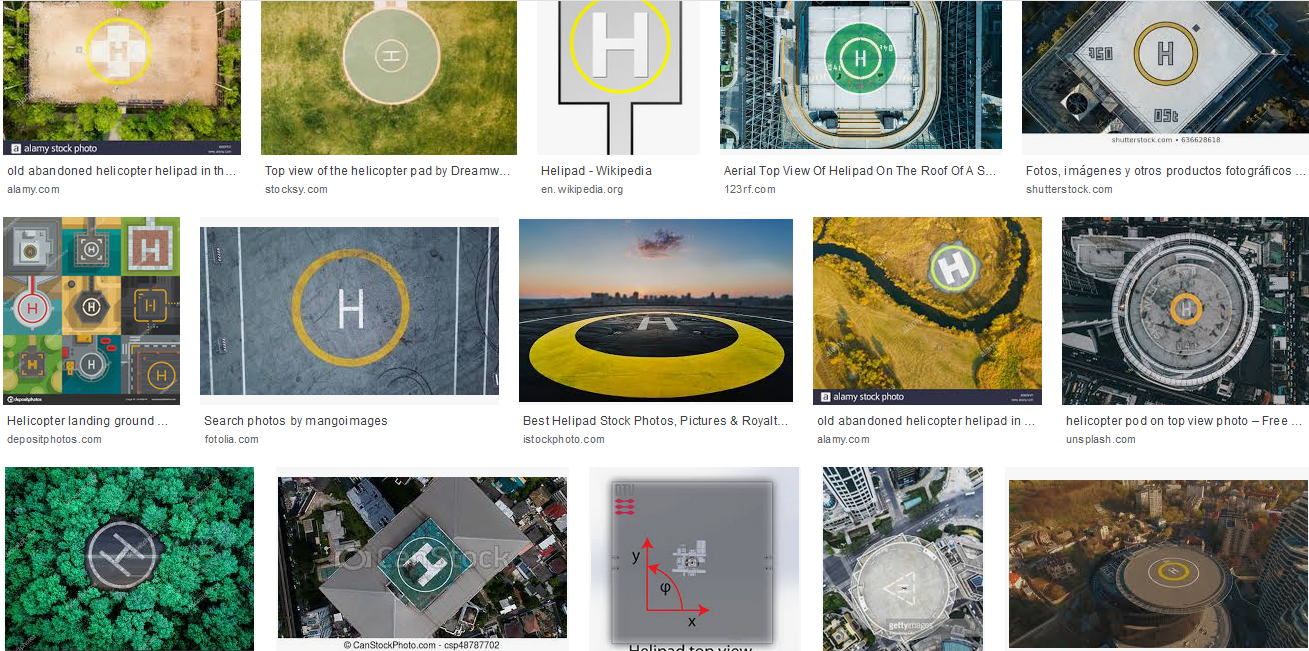 H
H
H
H
H
a alamy stock photo
shutterstock.com • 636628618
old abandoned helicopter helipad in th...
Top view of the helicopter pad by Dreamw...
Helipad - Wikipedia
Aerial Top View Of Helipad On The Roof Of A S...
Fotos, imágenes y otros productos fotográficos ...
alamy.com
stocksy.com
en.wikipedia.org
123rf.com
shutterstock.com
H
H
H
H
H
H
H
H
H
H
H
H
depositphotos
a alamy stock photo
Helicopter landing ground ...
Search photos by mangoimages
Best Helipad Stock Photos, Pictures & Royalt...
old abandoned helicopter helipad in ...
helicopter pod on top view photo – Free ...
depositphotos.com
fotolia.com
istockphoto.com
alamy.com
unsplash.com
H
H
CanStock
© CanStockPhoto.com - csp48787702
DTU
y
φ
x
H
Helipad top view
gettyimages
H